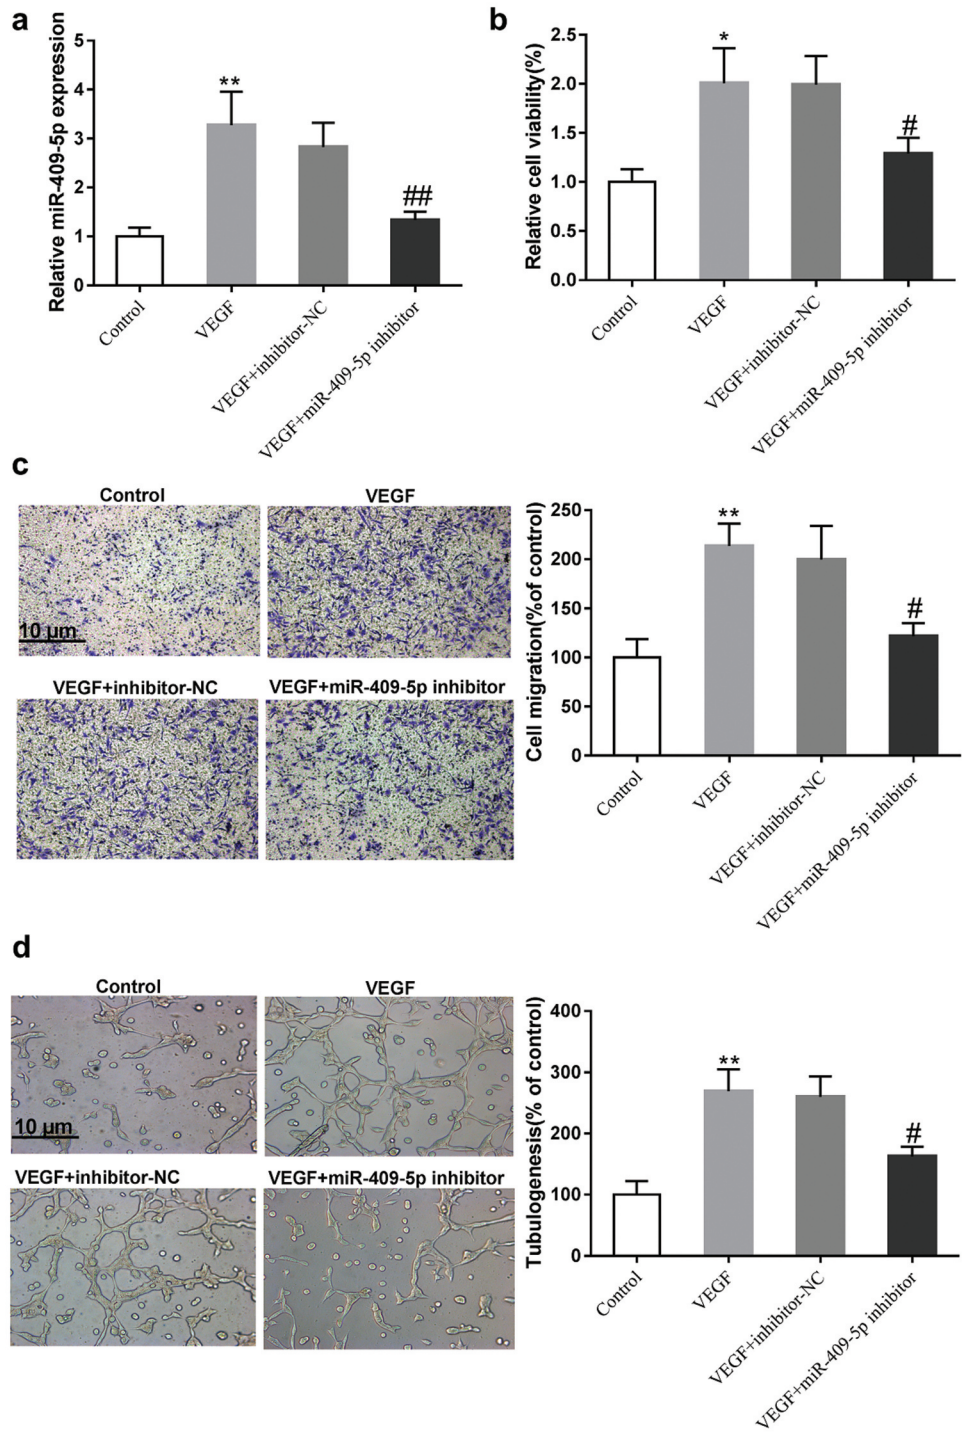 a
Relative miR-409-5p expression
5
4
3
2
1
0
**
##
Control
VEGF
VEGF+inhibitor-NC
VEGF+miR-409-5p inhibitor
b
Relative cell viability(%)
2.5
2.0
1.5
1.0
0.5
0.0
*
#
Control
VEGF
VEGF+inhibitor-NC
VEGF+miR-409-5p inhibitor
c
Control
VEGF
10 µm
VEGF+inhibitor-NC
VEGF+miR-409-5p inhibitor
Cell migration(%of control)
250
200
150
100
50
0
**
#
Control
VEGF
VEGF+inhibitor-NC
VEGF+miR-409-5p inhibitor
d
Control
VEGF
10 µm
VEGF+inhibitor-NC
VEGF+miR-409-5p inhibitor
Tubulogenesis(% of control)
400
300
200
100
0
**
#
Control
VEGF
VEGF+inhibitor-NC
VEGF+miR-409-5p inhibitor